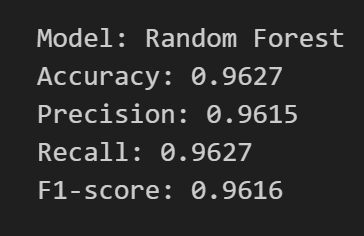 Model: Random Forest
Accuracy: 0.9627
Precision: 0.9615
Recall: 0.9627
F1-score: 0.9616